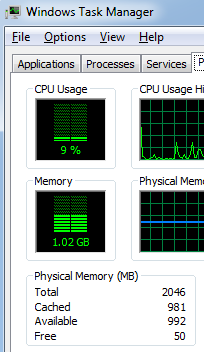 Windows Task Manager
File Options View Help
Applications Processes Services
CPU Usage CPU Usage Hi
9 %
Memory Physical Mem
1.02 GB
Physical Memory (MB)
Total 2046
Cached 981
Available 992
Free 50